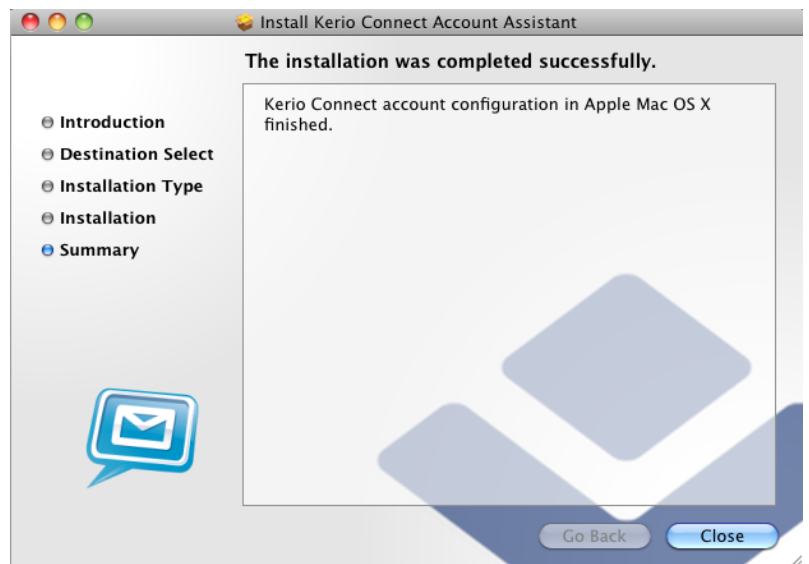 Install Kerio Connect Account Assistant
The installation was completed successfully.
Introduction
Destination Select
Installation Type
Installation
Summary
Kerio Connect account configuration in Apple Mac OS X
finished.
Go Back
Close